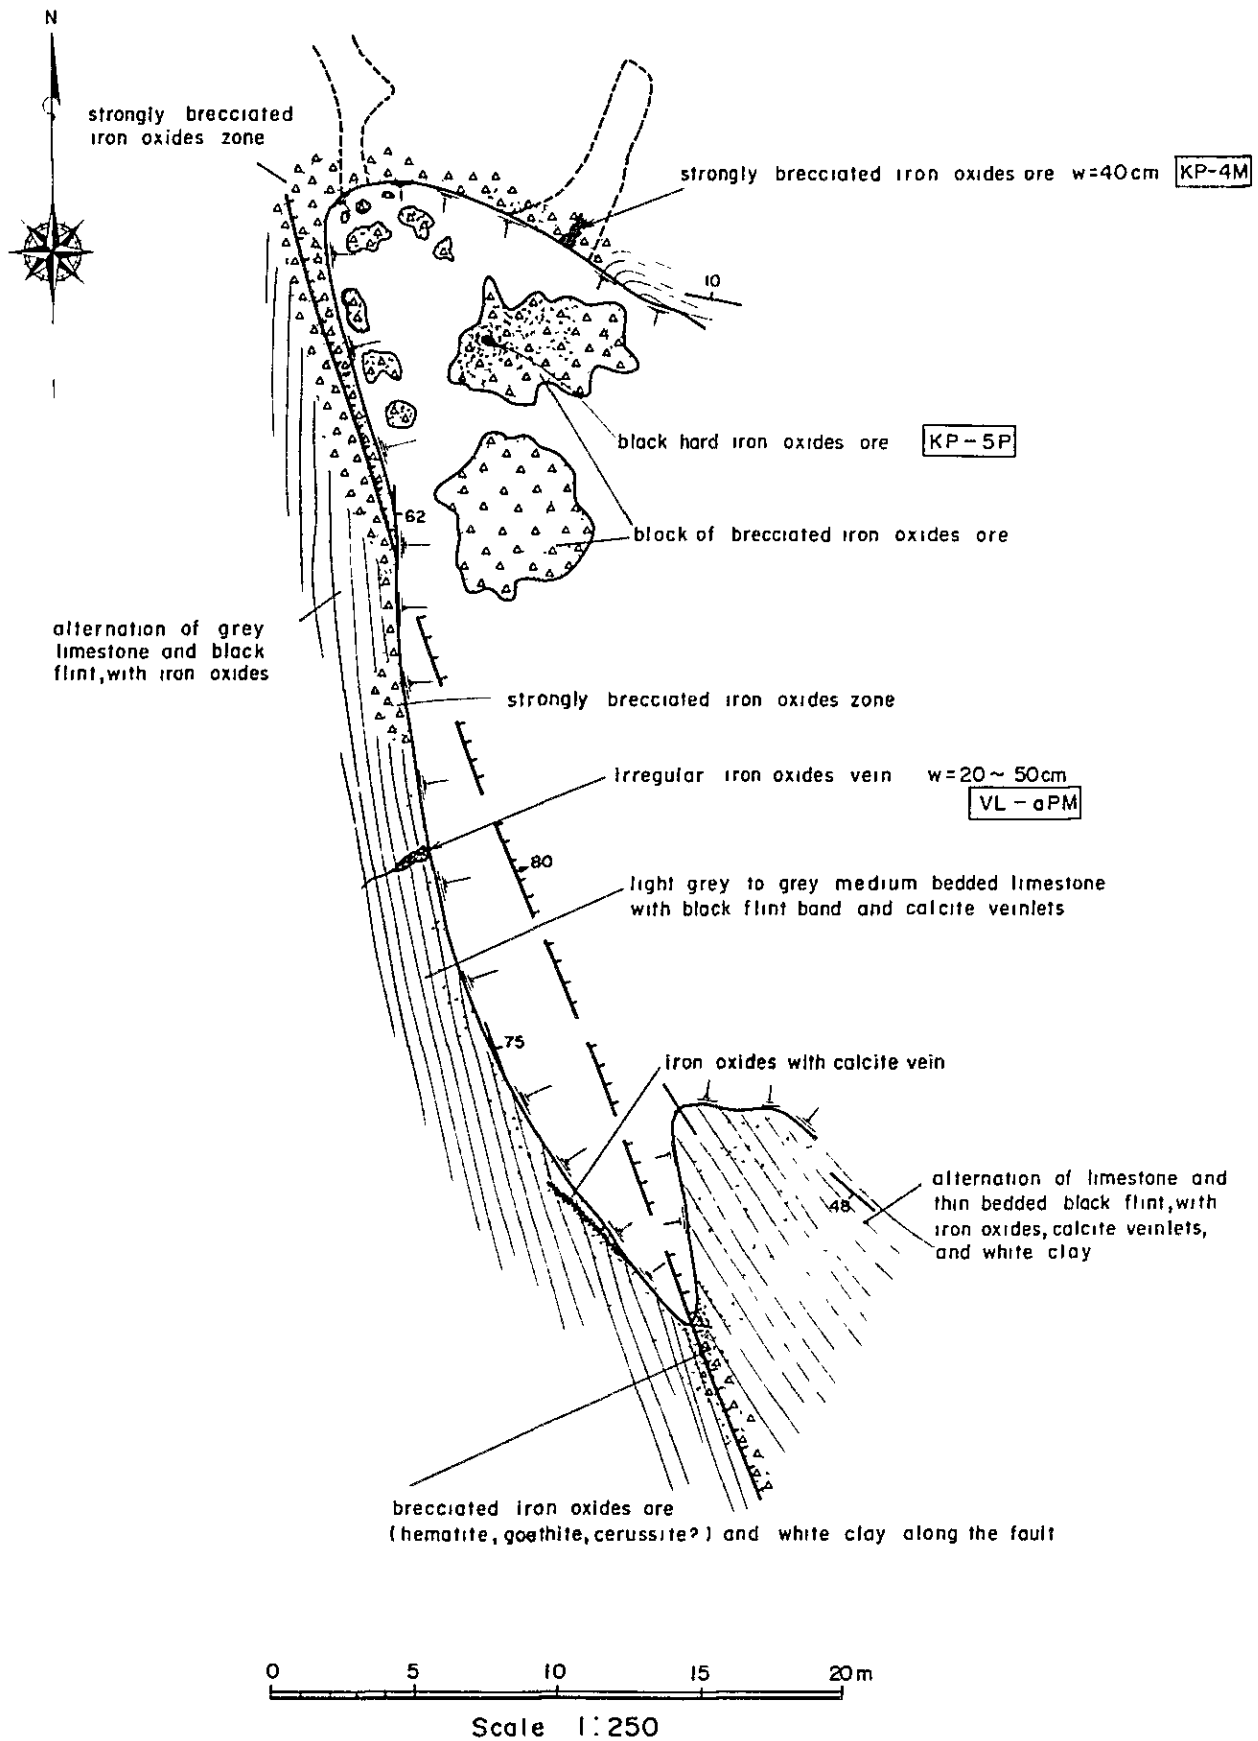 N
strongly brecciated
iron oxides zone
strongly brecciated iron oxides ore w=40cm KP-4M
10
black hard iron oxides ore KP-5P
62
block of brecciated iron oxides ore
alternation of grey
limestone and black
flint, with iron oxides
strongly brecciated iron oxides zone
irregular iron oxides vein w=20~50cm
VL-aPM
80
light grey to grey medium bedded limestone
with black flint band and calcite veinlets
75
iron oxides with calcite vein
alternation of limestone and
thin bedded black flint, with
iron oxides, calcite veinlets,
and white clay
48
brecciated iron oxides ore
(hematite, goethite, cerussite?) and white clay along the fault
0 5 10 15 20m
Scale 1:250